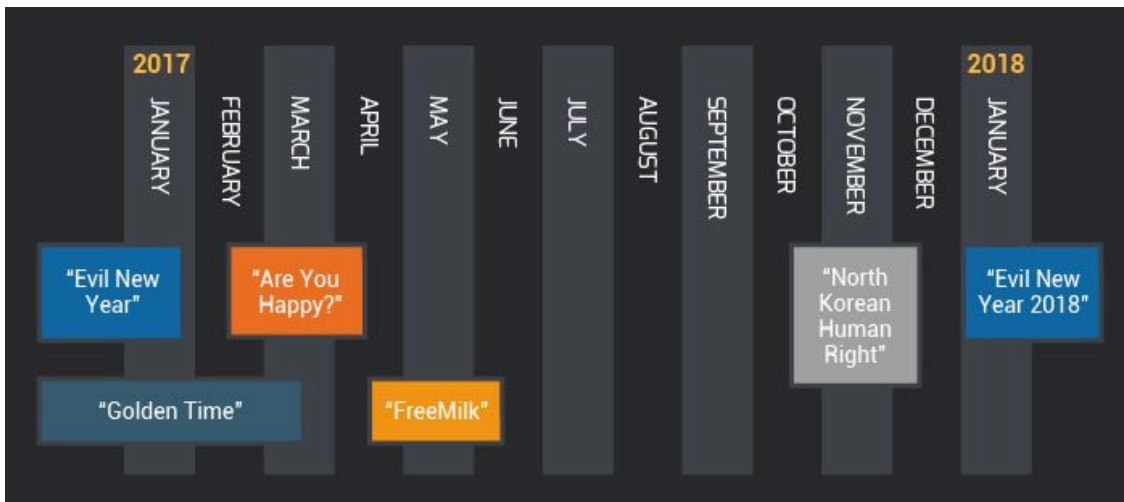 2017
2018
JANUARY
FEBRUARY
MARCH
APRIL
MAY
JUNE
JULY
AUGUST
SEPTEMBER
OCTOBER
NOVEMBER
DECEMBER
JANUARY
“Evil New
Year”
“Are You
Happy?”
“North
Korean
Human
Right”
“Evil New
Year 2018”
“Golden Time”
“FreeMilk”